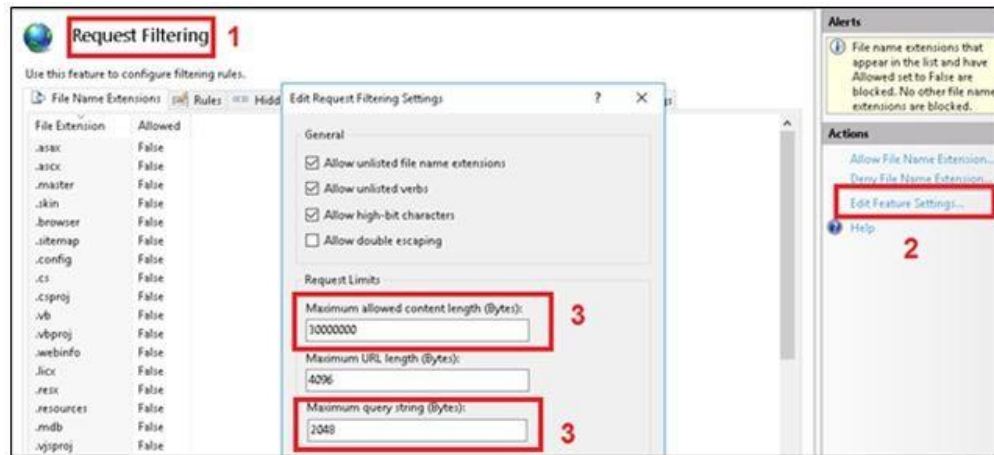 Request Filtering 1
Use this feature to configure filtering rules.
File Name Extensions Rules Hidd
File Extension Allowed
.asax False
.ascx False
.master False
.skin False
.browser False
.sitemap False
.config False
.cs False
.csproj False
.vb False
.vbproj False
.webinfo False
.licx False
.resx False
.resources False
.mdb False
.vjsproj False
Edit Request Filtering Settings ? X
General
Allow unlisted file name extensions
Allow unlisted verbs
Allow high-bit characters
Allow double escaping
Request Limits
Maximum allowed content length (Bytes):
30000000
3
Maximum URL length (Bytes):
4096
Maximum query string (Bytes):
2048
3
Alerts
File name extensions that
appear in the list and have
Allowed set to False are
blocked. No other file name
extensions are blocked.
Actions
Allow File Name Extension...
Deny File Name Extension...
Edit Feature Settings...
Help
2